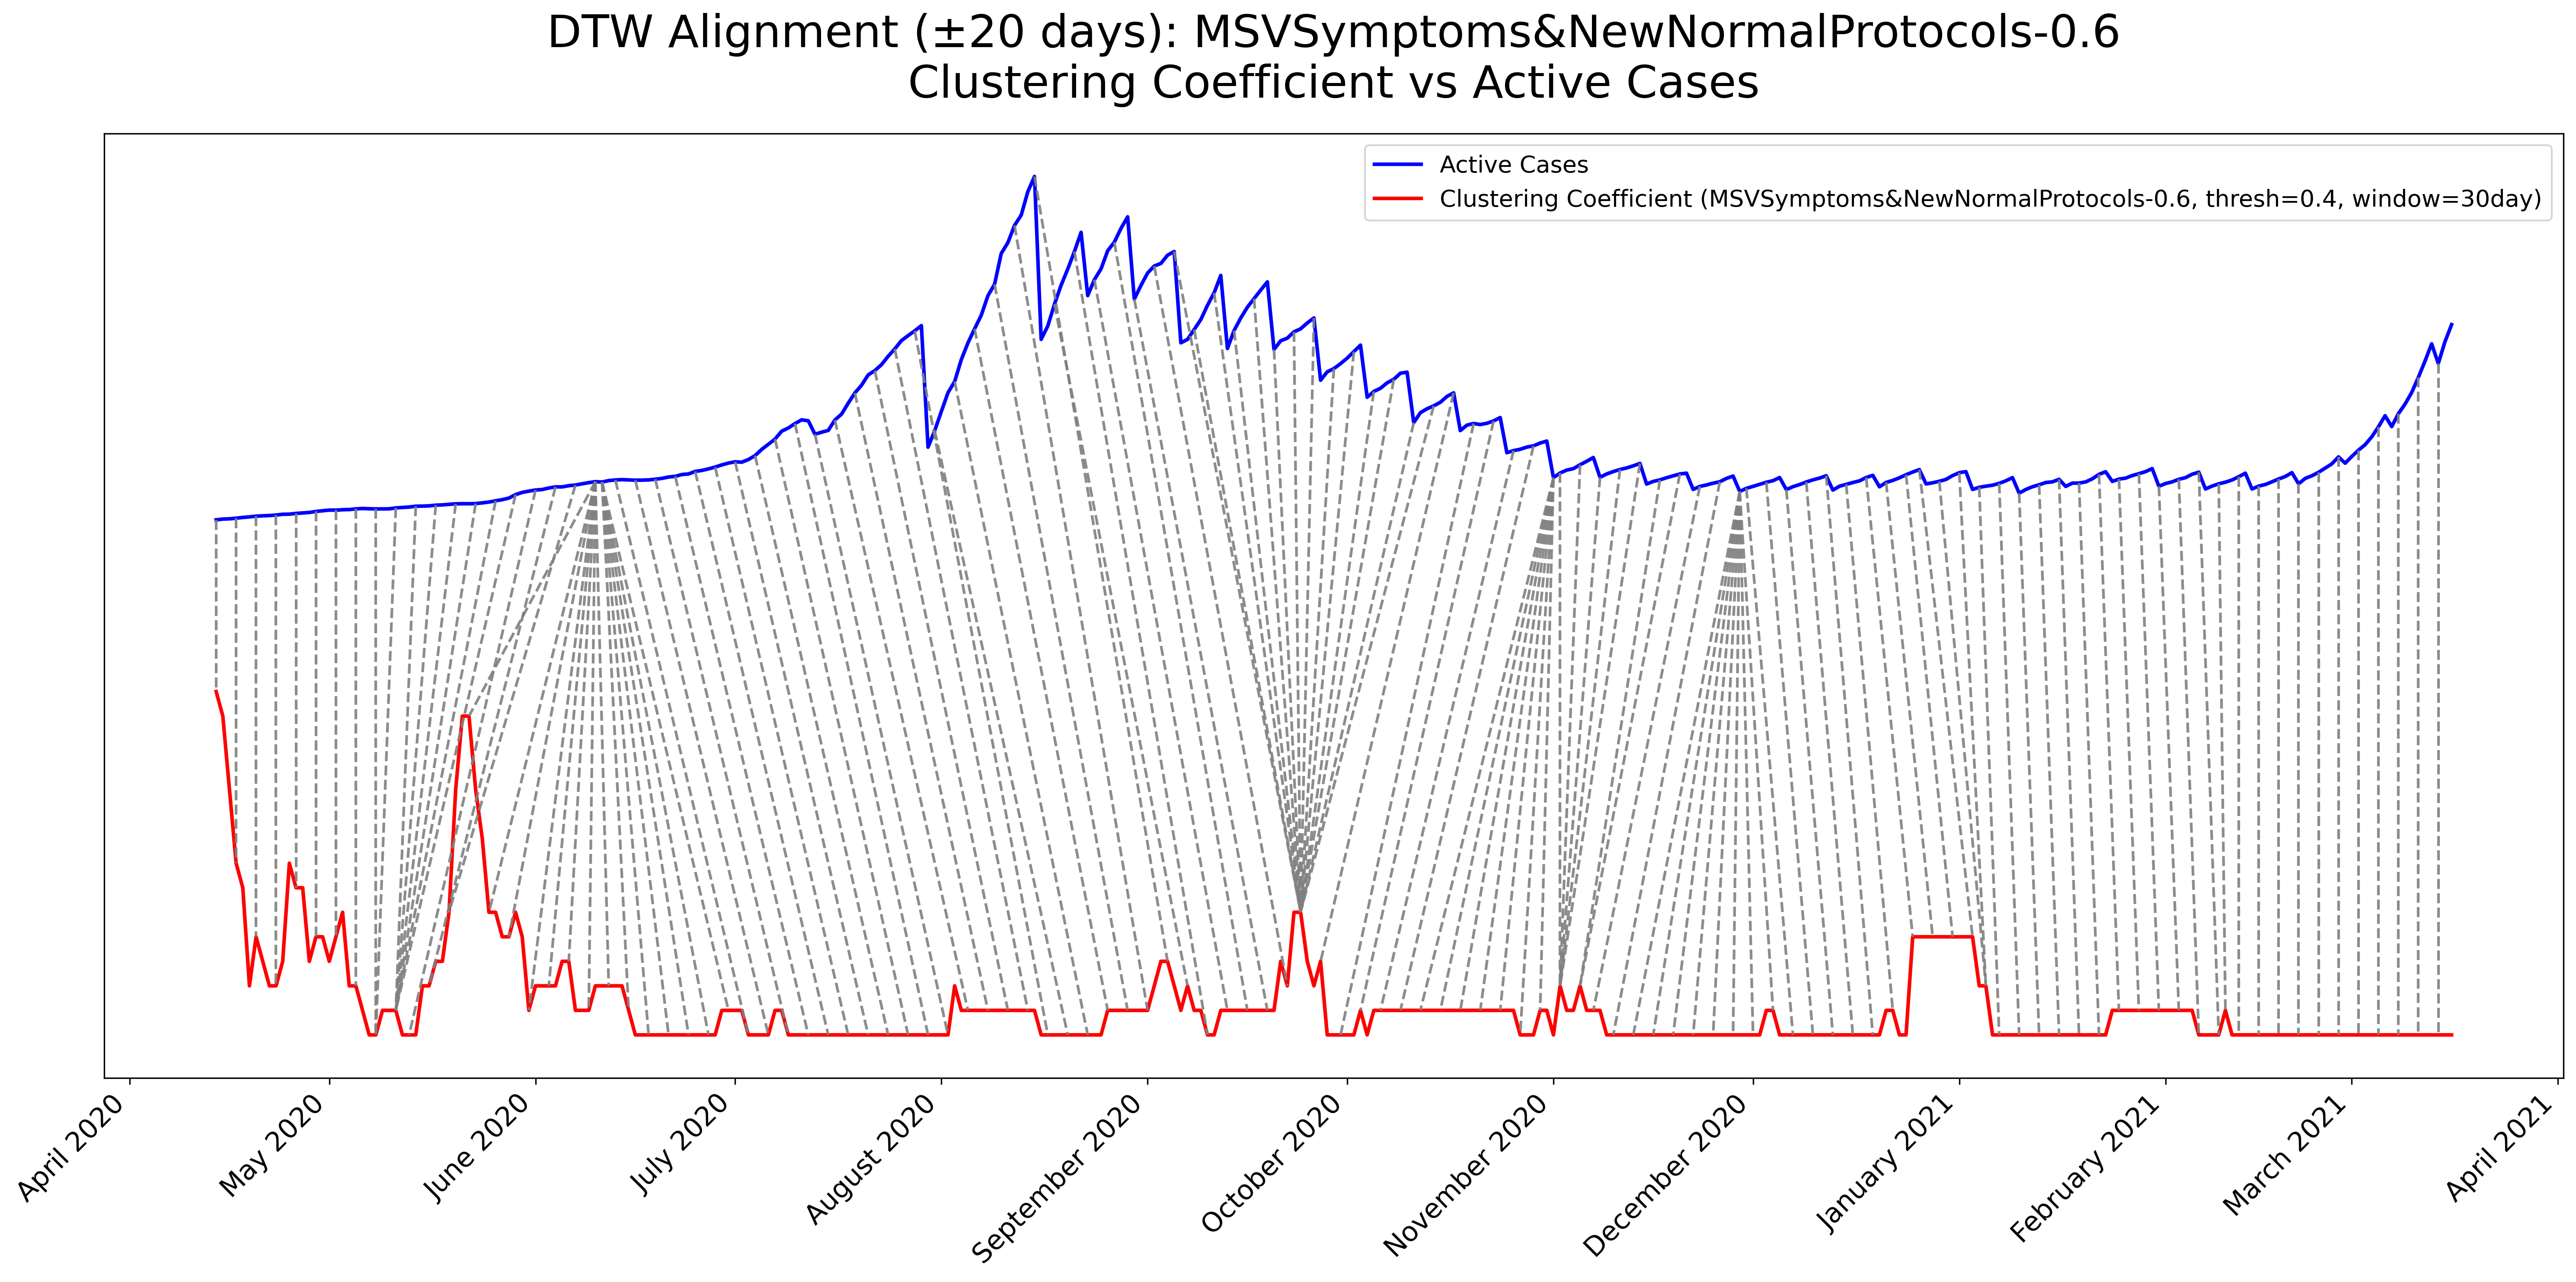 DTW Alignment (±20 days): MSVSymptoms&NewNormalProtocols-0.6
Clustering Coefficient vs Active Cases
Active Cases
Clustering Coefficient (MSVSymptoms&NewNormalProtocols-0.6, thresh=0.4, window=30day)
April 2020
May 2020
June 2020
July 2020
August 2020
September 2020
October 2020
November 2020
December 2020
January 2021
February 2021
March 2021
April 2021